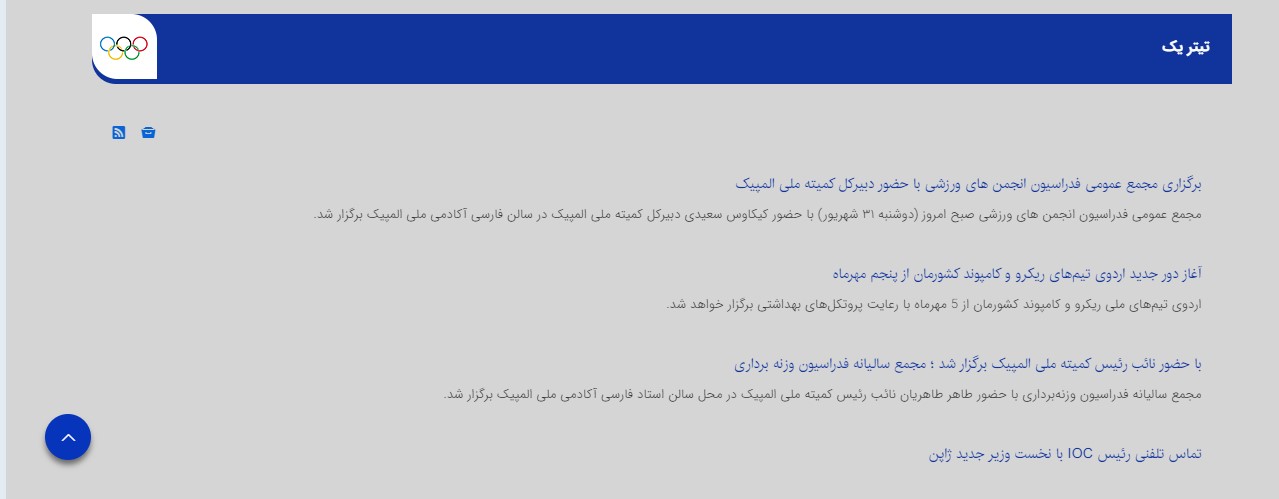 تیتر یک
برگزاری مجمع عمومی فدراسیون انجمن های ورزشی با حضور دبیرکل کمیته ملی المپیک
مجمع عمومی فدراسیون انجمن های ورزشی صبح امروز (دوشنبه ۳۱ شهریور) با حضور کیکاوس سعیدی دبیرکل کمیته ملی المپیک در سالن فارسی آکادمی ملی المپیک برگزار شد.
آغاز دور جدید اردوی تیم‌های ریکرو و کامپوند کشورمان از پنجم مهرماه
اردوی تیم‌های ملی ریکرو و کامپوند کشورمان از 5 مهرماه با رعایت پروتکل‌های بهداشتی برگزار خواهد شد.
با حضور نائب رئیس کمیته ملی المپیک برگزار شد ؛ مجمع سالیانه فدراسیون وزنه برداری
مجمع سالیانه فدراسیون وزنه‌برداری با حضور طاهر طاهریان نائب رئیس کمیته ملی المپیک در محل سالن استاد فارسی آکادمی ملی المپیک برگزار شد.
تماس تلفنی رئیس IOC با نخست وزیر جدید ژاپن